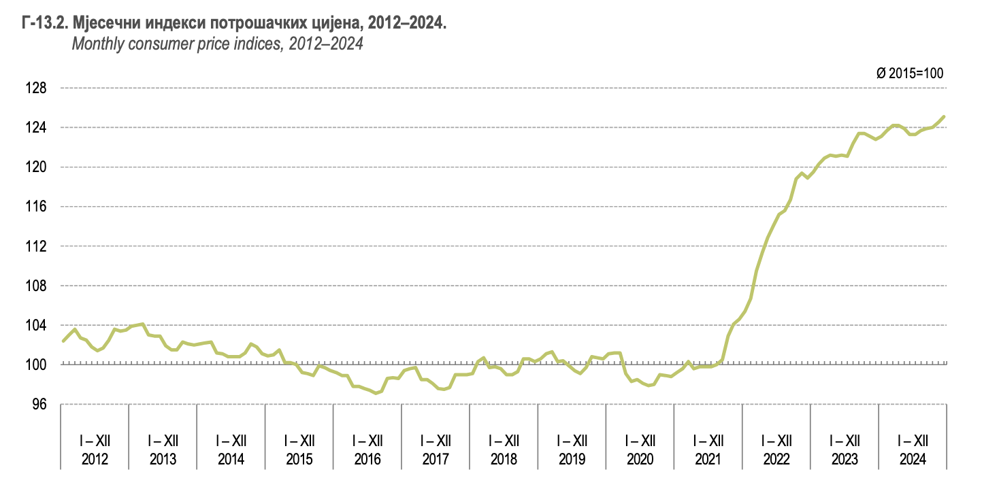 Г-13.2. Мјесечни индекси потрошачких цијена, 2012–2024.
Monthly consumer price indices, 2012–2024
Ø 2015=100
128
124
120
116
112
108
104
100
96
I – XII I – XII I – XII I – XII I – XII I – XII I – XII I – XII I – XII I – XII I – XII I – XII I – XII
2012 2013 2014 2015 2016 2017 2018 2019 2020 2021 2022 2023 2024